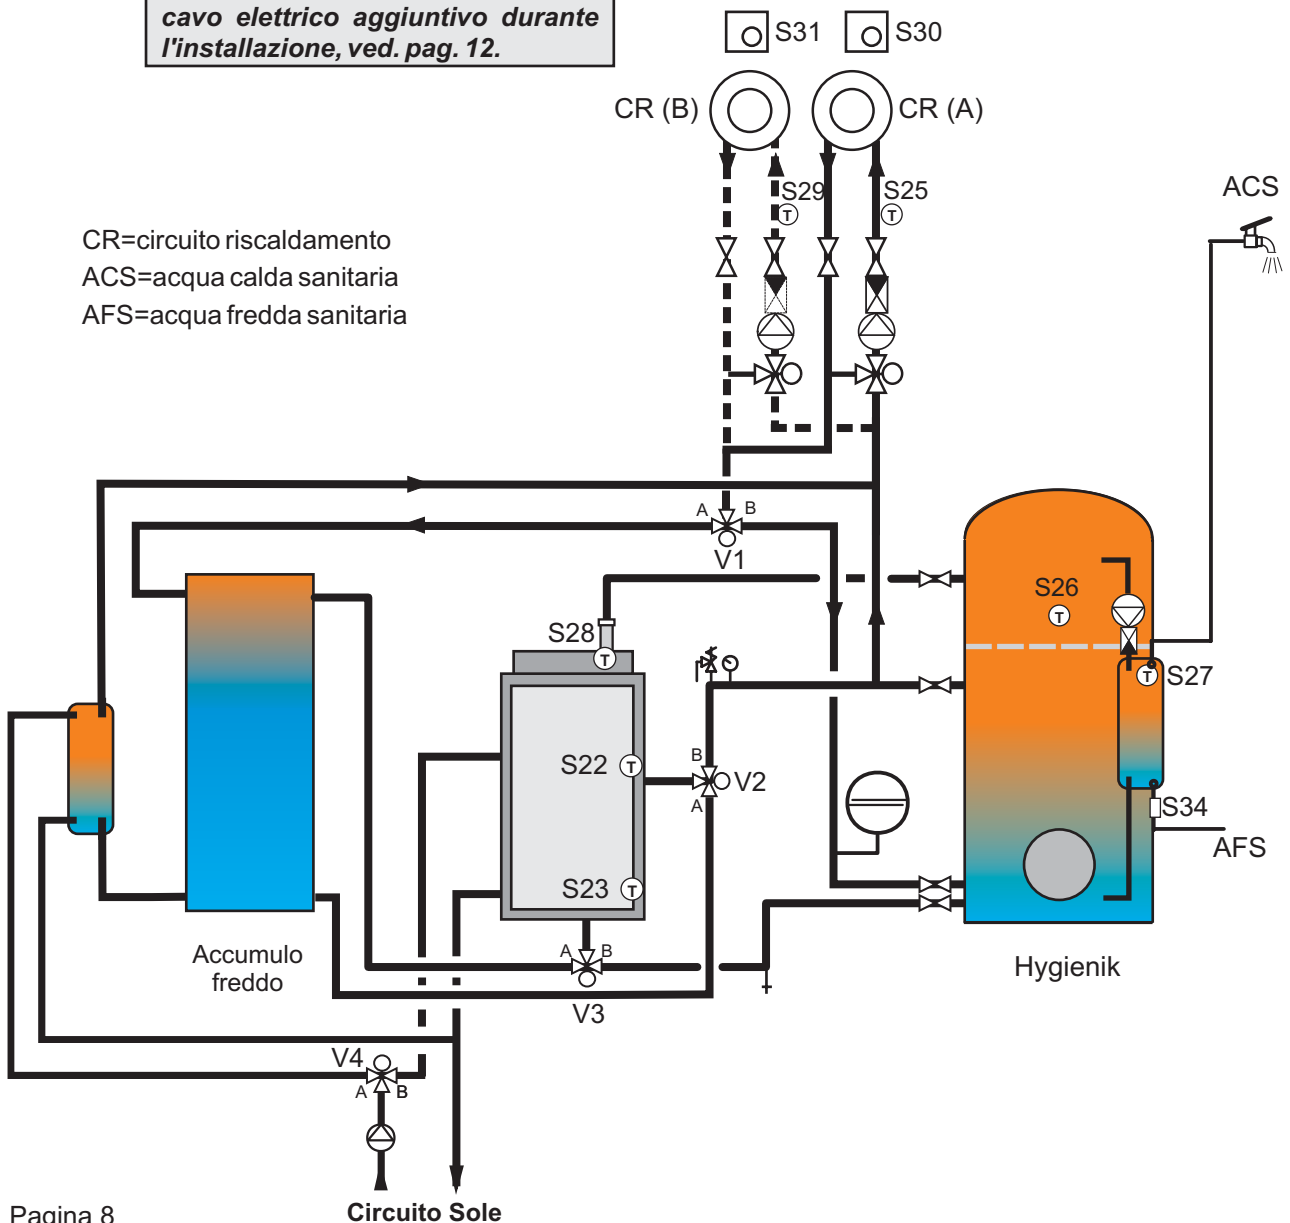 cavo elettrico aggiuntivo durante
l'installazione, ved. pag. 12.
S31
S30
CR (B)
CR (A)
S29
T
S25
T
ACS
CR=circuito riscaldamento
ACS=acqua calda sanitaria
AFS=acqua fredda sanitaria
A
B
V1
S26
T
S28
T
S27
T
S22
T
B
V2
A
S34
AFS
S23
T
Accumulo
freddo
A
B
V3
Hygienik
V4
A
B
Circuito Sole
Pagina 8